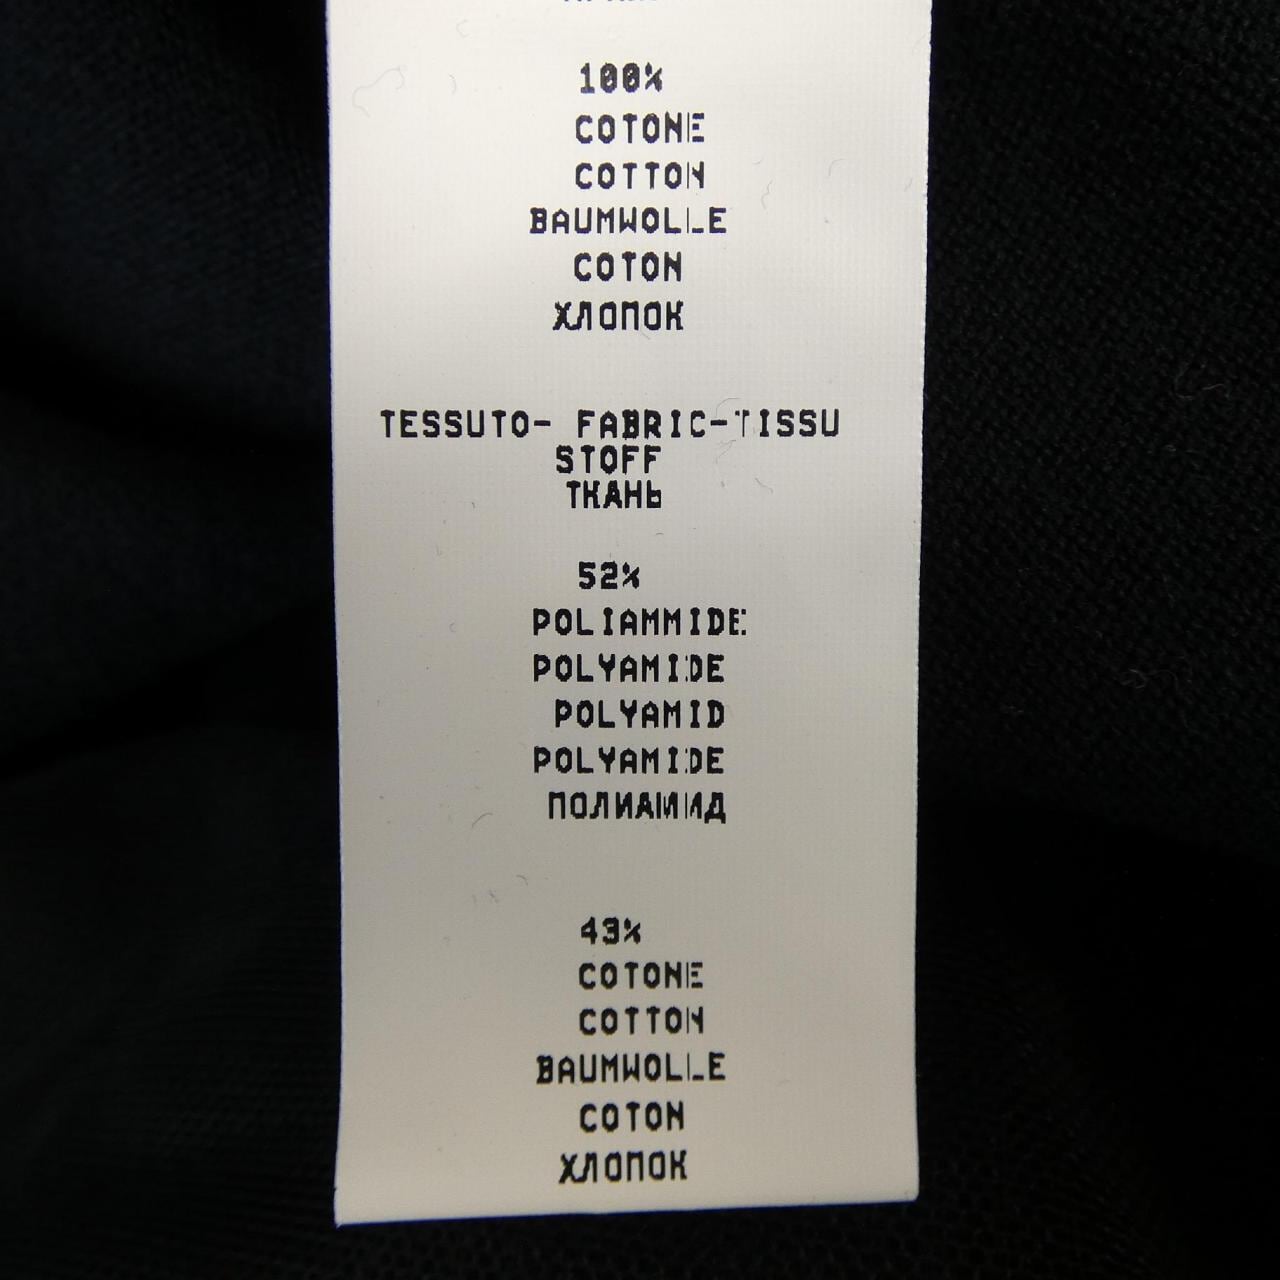 100%
COTONE
COTTON
BAUMWOLLE
COTON
ХЛОПОК
TESSUTO- FABRIC-TISSU
STOFF
ТКАНЬ
52%
POLIAMMIDE
POLYAMIDE
POLYAMID
POLYAMIDE
ПОЛИАМИД
43%
COTONE
COTTON
BAUMWOLLE
COTON
ХЛОПОК